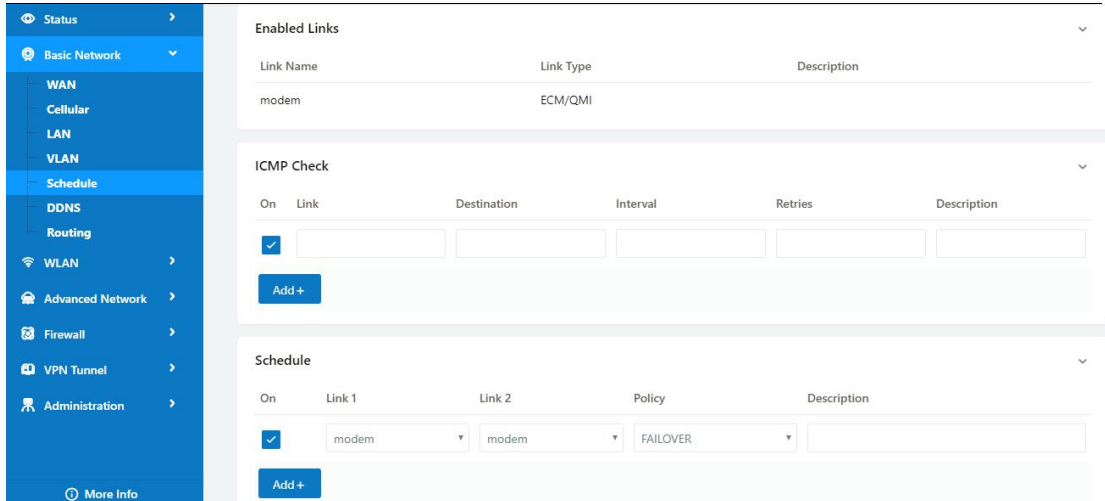 Status
Basic Network
WAN
Cellular
LAN
VLAN
Schedule
DDNS
Routing
WLAN
Advanced Network
Firewall
VPN Tunnel
Administration
More Info
Enabled Links
Link Name Link Type Description
modem ECM/QMI
ICMP Check
On Link Destination Interval Retries Description
Add+
Schedule
On Link 1 Link 2 Policy Description
modem modem FAILOVER
Add+